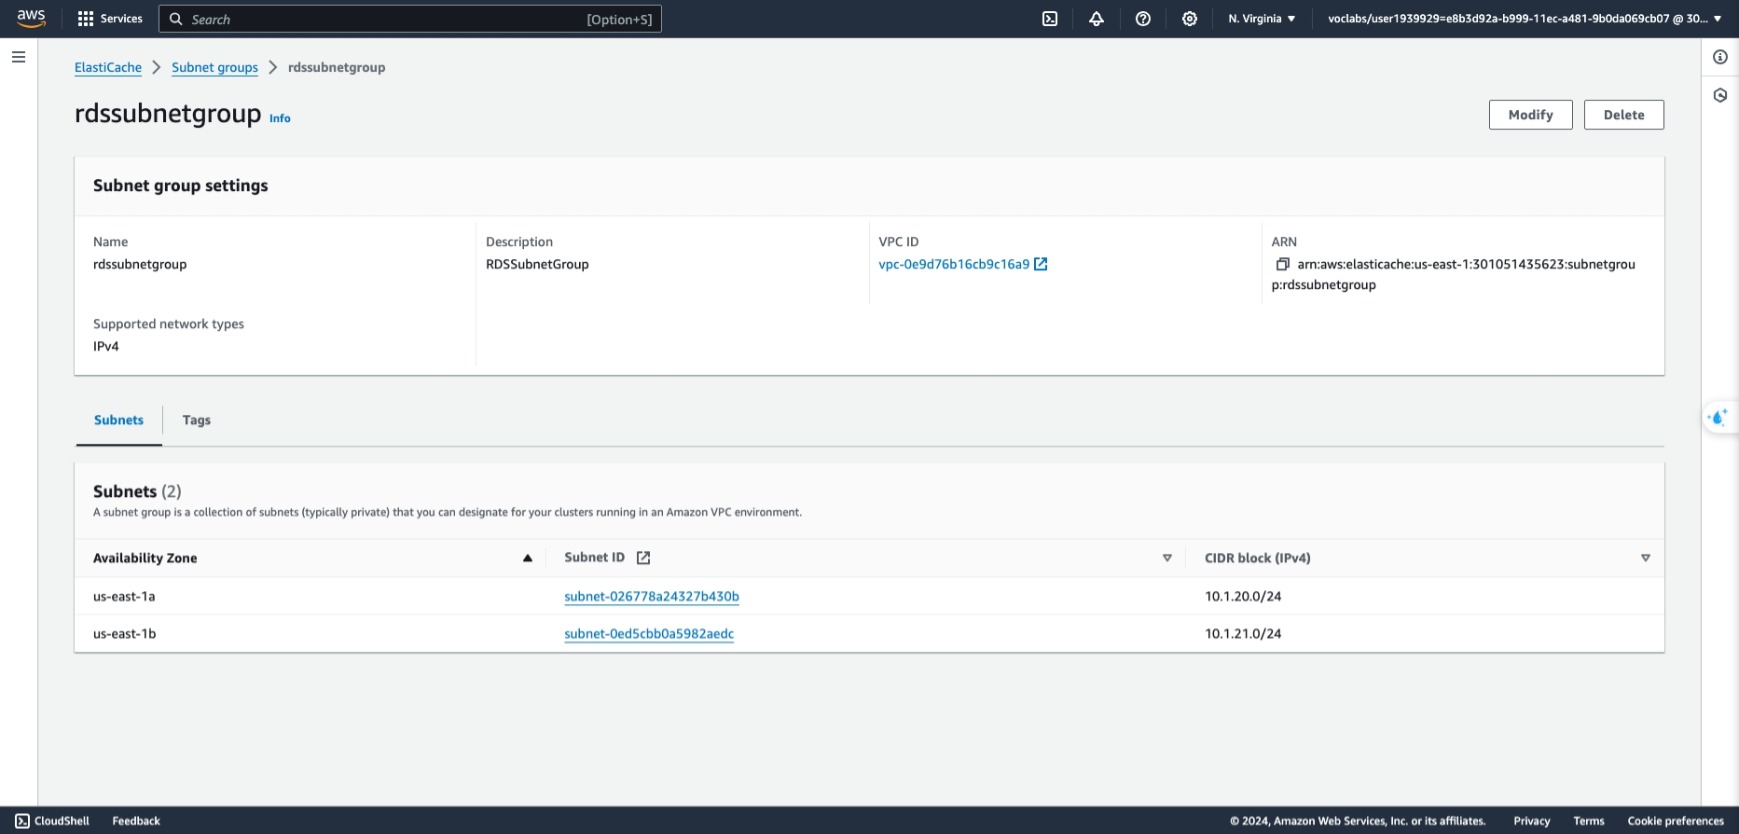 aws
Services
Search
[Option+S]
N. Virginia
voclabs/user1939929=e8b3d92a-b999-11ec-a481-9b0da069cb07 @ 30...
ElastiCache
Subnet groups
rdssubnetgroup
rdssubnetgroup
Info
Modify
Delete
Subnet group settings
Name
rdssubnetgroup
Description
RDSSubnetGroup
VPC ID
vpc-0e9d76b16cb9c16a9
ARN
arn:aws:elasticache:us-east-1:301051435623:subnetgrou
p:rdssubnetgroup
Supported network types
IPv4
Subnets
Tags
Subnets (2)
A subnet group is a collection of subnets (typically private) that you can designate for your clusters running in an Amazon VPC environment.
Availability Zone
Subnet ID
CIDR block (IPv4)
us-east-1a
subnet-026778a24327b430b
10.1.20.0/24
us-east-1b
subnet-0ed5cbb0a5982aedc
10.1.21.0/24
CloudShell
Feedback
© 2024, Amazon Web Services, Inc. or its affiliates.
Privacy
Terms
Cookie preferences